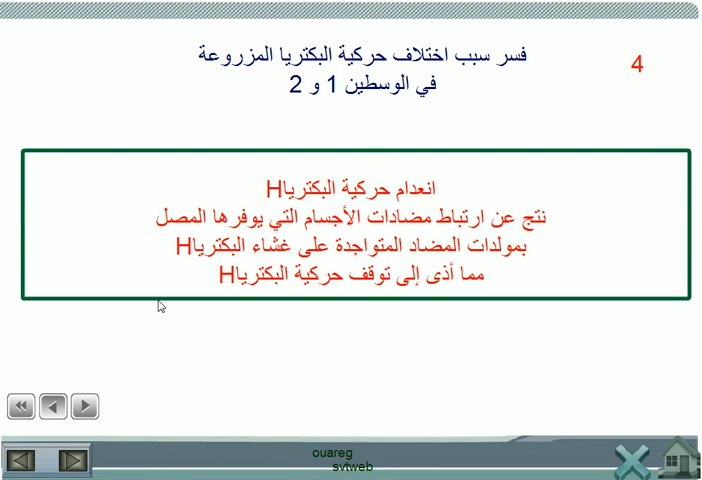 4
فسر سبب اختلاف حركية البكتريا المزروعة
في الوسطين 1 و 2
انعدام حركية البكترياH
نتج عن ارتباط مضادات الأجسام التي يوفرها المصل
بمولدات المضاد المتواجدة على غشاء البكترياH
مما أذى إلى توقف حركية البكترياH
ouareg
svtweb